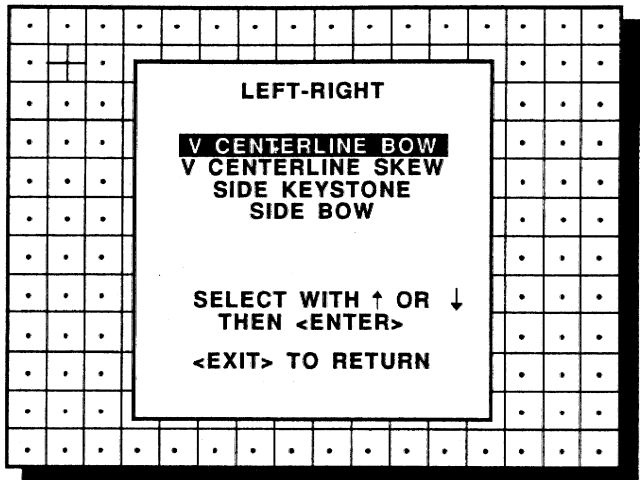 LEFT-RIGHT
V CENTERLINE BOW
V CENTERLINE SKEW
SIDE KEYSTONE
SIDE BOW
SELECT WITH ↑ OR ↓
THEN <ENTER>
<EXIT> TO RETURN